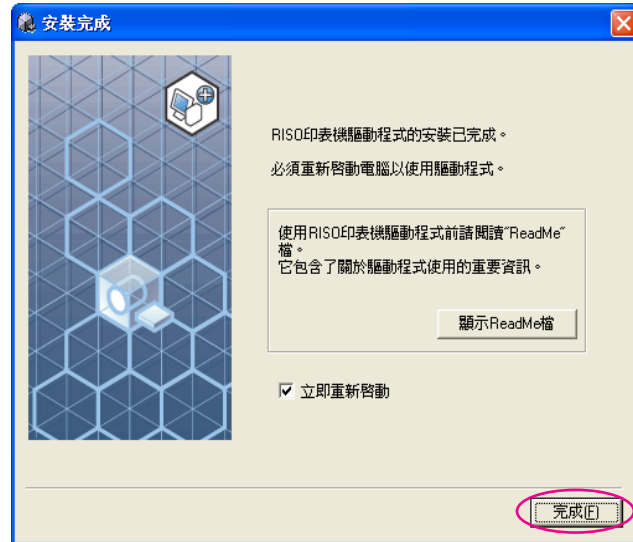 安裝完成
RISO印表機驅動程式的安裝已完成。
必須重新啓動電腦以使用驅動程式。
使用RISO印表機驅動程式前請閱讀"ReadMe"
檔。
它包含了關於驅動程式使用的重要資訊。
顯示ReadMe檔
立即重新啓動
完成(F)